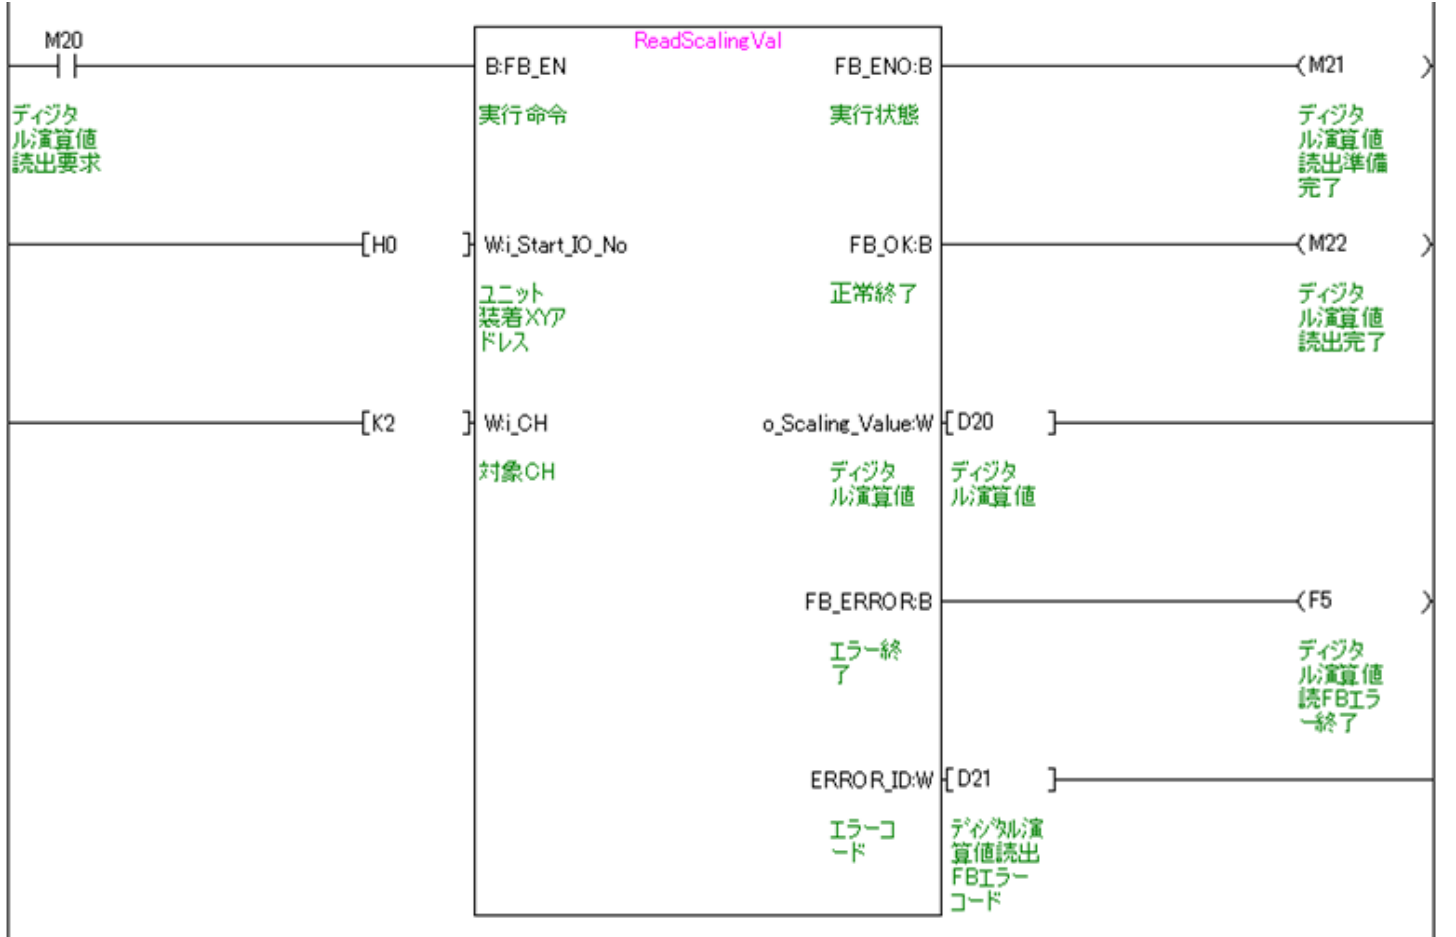 ReadScalingVal
M20
B:FB_EN
FB_ENO:B
M21
ディジタ
ル演算値
読出要求
実行命令
実行状態
ディジタ
ル演算値
読出準備
完了
H0
W:i_Start_IO_No
FB_OK:B
M22
ユニット
装着XYア
ドレス
正常終了
ディジタ
ル演算値
読出完了
K2
W:i_CH
o_Scaling_Value:W
D20
対象CH
ディジタ
ル演算値
ディジタ
ル演算値
FB_ERROR:B
F5
エラー終
了
ディジタ
ル演算値
読FBエラ
ー終了
ERROR_ID:W
D21
エラーコ
ード
ディジタル演
算値読出
FBエラー
コード